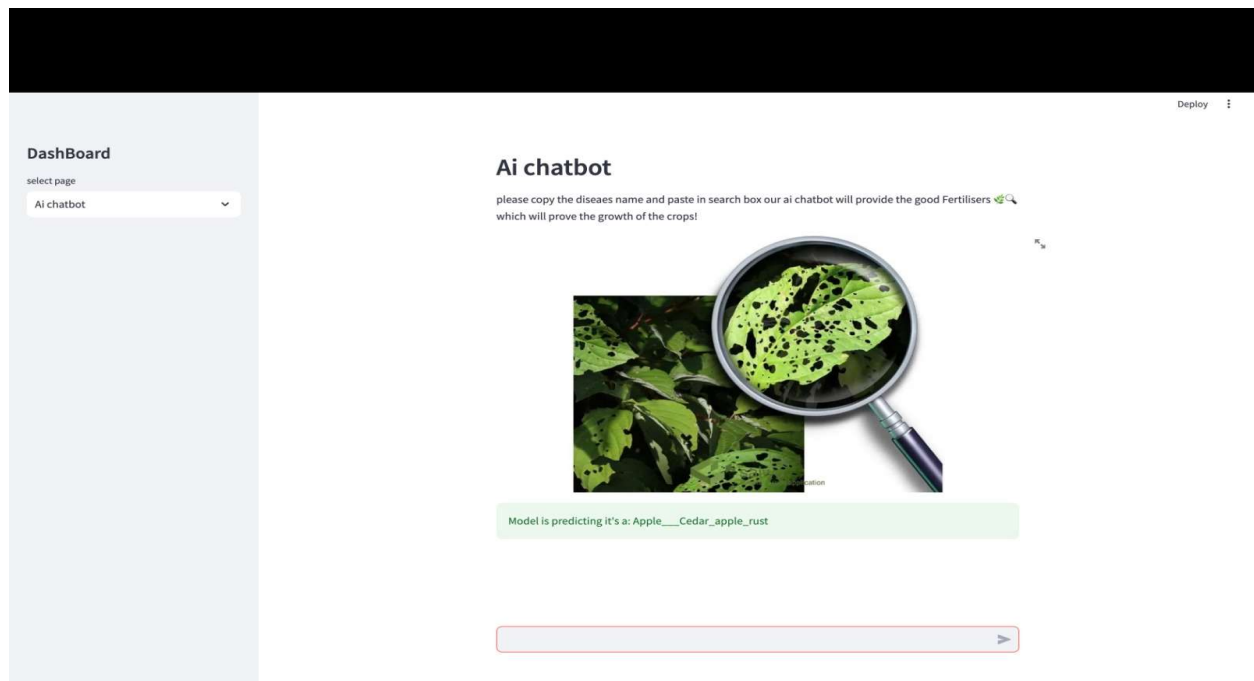 Deploy
DashBoard
select page
Ai chatbot
Ai chatbot
please copy the diseaes name and paste in search box our ai chatbot will provide the good Fertilisers 🌿🔍
which will prove the growth of the crops!
Model is predicting it's a: Apple___Cedar_apple_rust